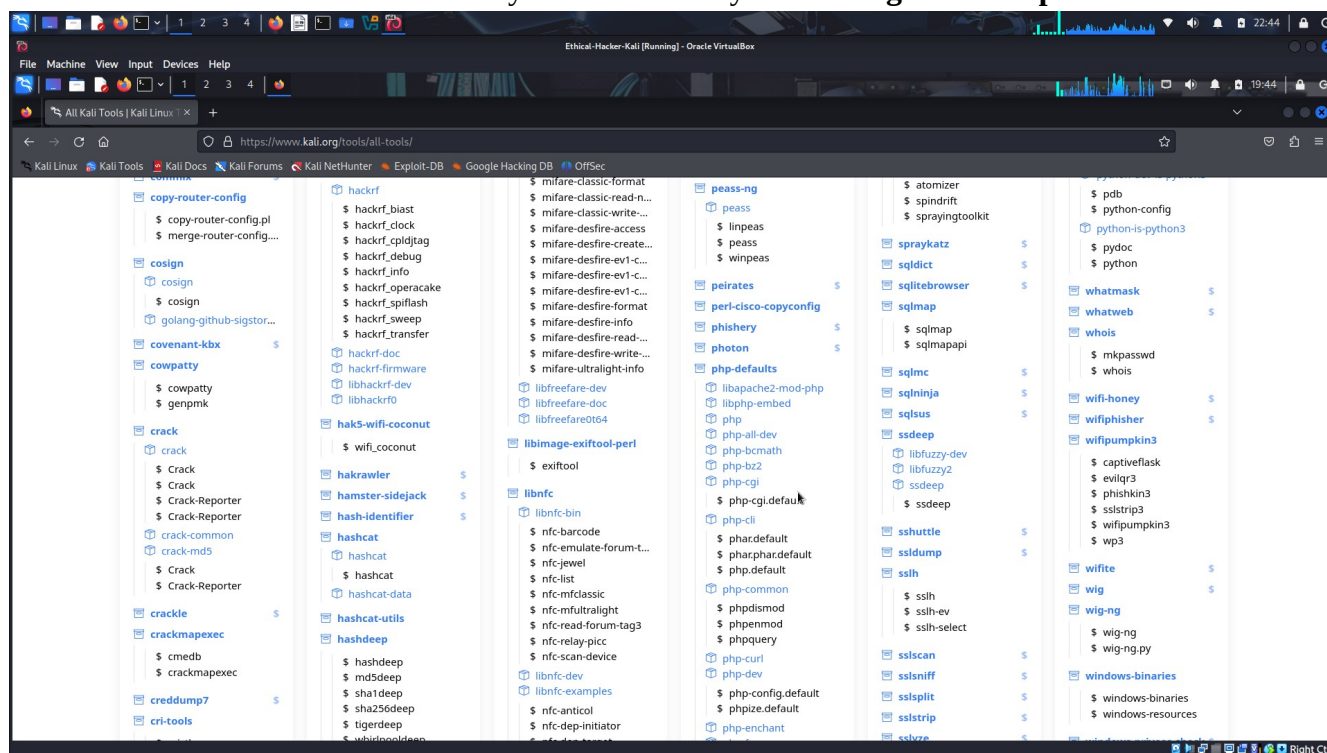 1 2 3 4
22:44
Ethical-Hacker-Kali [Running] - Oracle VirtualBox
File Machine View Input Devices Help
1 2 3 4
19:44
All Kali Tools | Kali Linux T
https://www.kali.org/tools/all-tools/
Kali Linux Kali Tools Kali Docs Kali Forums Kali NetHunter Exploit-DB Google Hacking DB OffSec
commix $
copy-router-config
$ copy-router-config.pl
$ merge-router-config....
cosign
cosign
$ cosign
golang-github-sigstor...
covenant-kbx $
cowpatty
$ cowpatty
$ genpmk
crack
crack
$ Crack
$ Crack
$ Crack-Reporter
$ Crack-Reporter
crack-common
crack-md5
$ Crack
$ Crack-Reporter
crackle $
crackmapexec
$ cmedb
$ crackmapexec
creddump7 $
cri-tools
hackrf
$ hackrf_biast
$ hackrf_clock
$ hackrf_cpldjtag
$ hackrf_debug
$ hackrf_info
$ hackrf_operacake
$ hackrf_spiflash
$ hackrf_sweep
$ hackrf_transfer
hackrf-doc
hackrf-firmware
libhackrf-dev
libhackrf0
hak5-wifi-coconut
$ wifi_coconut
hakrawler $
hamster-sidejack $
hash-identifier $
hashcat
hashcat
$ hashcat
hashcat-data
hashcat-utils
hashdeep
$ hashdeep
$ md5deep
$ sha1deep
$ sha256deep
$ tigerdeep
$ whirlpooldeep
$ mifare-classic-format
$ mifare-classic-read-n...
$ mifare-classic-write-...
$ mifare-desfire-access
$ mifare-desfire-create...
$ mifare-desfire-ev1-c...
$ mifare-desfire-ev1-c...
$ mifare-desfire-ev1-c...
$ mifare-desfire-format
$ mifare-desfire-info
$ mifare-desfire-read-...
$ mifare-desfire-write-...
$ mifare-ultralight-info
libfreefare-dev
libfreefare-doc
libfreefare0t64
libimage-exiftool-perl
$ exiftool
libnfc
libnfc-bin
$ nfc-barcode
$ nfc-emulate-forum-t...
$ nfc-jewel
$ nfc-list
$ nfc-mfclassic
$ nfc-mfultralight
$ nfc-read-forum-tag3
$ nfc-relay-picc
$ nfc-scan-device
libnfc-dev
libnfc-examples
$ nfc-anticol
$ nfc-dep-initiator
$ nfc-dep-target
peass-ng
peass
$ linpeas
$ peass
$ winpeas
peirates $
perl-cisco-copyconfig
phishery $
photon $
php-defaults
libapache2-mod-php
libphp-embed
php
php-all-dev
php-bcmath
php-bz2
php-cgi
$ php-cgi.default
php-cli
$ phar.default
$ phar.phar.default
$ php.default
php-common
$ phpdismod
$ phpenmod
$ phpquery
php-curl
php-dev
$ php-config.default
$ phpize.default
php-enchant
$ atomizer
$ spindrift
$ sprayingtoolkit
spraykatz $
sqldict $
sqlitebrowser $
sqlmap
$ sqlmap
$ sqlmapapi
sqlmc $
sqlninja $
sqlsus $
ssdeep
libfuzzy-dev
libfuzzy2
ssdeep
$ ssdeep
sshuttle $
ssldump $
sslh
$ sslh
$ sslh-ev
$ sslh-select
sslscan $
sslsniff $
sslsplit $
sslstrip $
sslyze $
$ pdb
$ python-config
python-is-python3
$ pydoc
$ python
whatmask $
whatweb $
whois
$ mkpasswd
$ whois
wifi-honey $
wifiphisher $
wifipumpkin3
$ captiveflask
$ evilqr3
$ phishkin3
$ sslstrip3
$ wifipumpkin3
$ wp3
wifite $
wig $
wig-ng
$ wig-ng
$ wig-ng.py
windows-binaries
$ windows-binaries
$ windows-resources